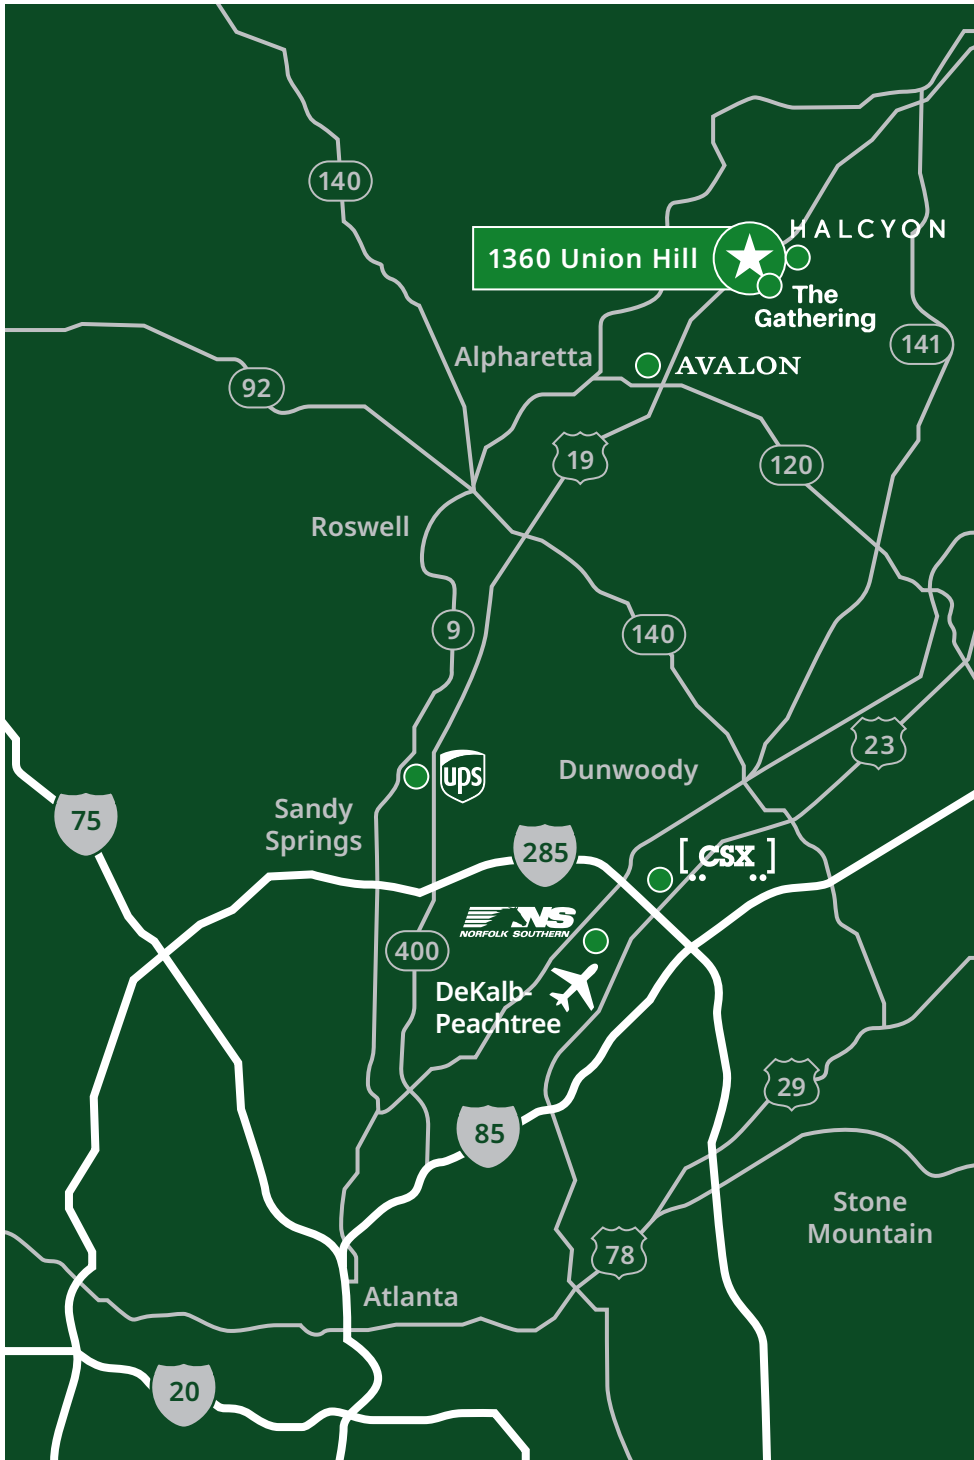 140
HALCYON
1360 Union Hill
The
Gathering
141
Alpharetta
AVALON
92
19
120
Roswell
9
140
23
Dunwoody
ups
Sandy
Springs
75
285
CSX
NS
NORFOLK SOUTHERN
400
DeKalb-
Peachtree
29
85
Stone
Mountain
78
Atlanta
20